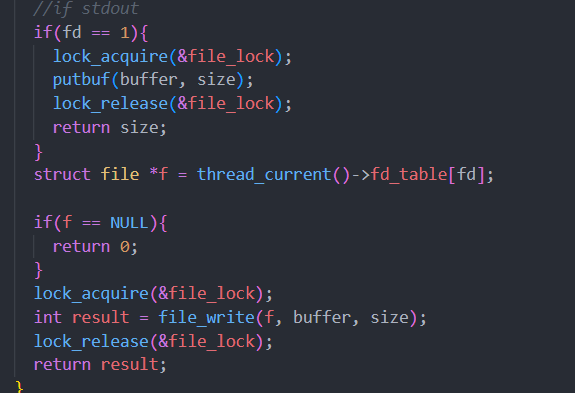 //if stdout
if(fd == 1){
lock_acquire(&file_lock);
putbuf(buffer, size);
lock_release(&file_lock);
return size;
}
struct file *f = thread_current()->fd_table[fd];
if(f == NULL){
return 0;
}
lock_acquire(&file_lock);
int result = file_write(f, buffer, size);
lock_release(&file_lock);
return result;
}